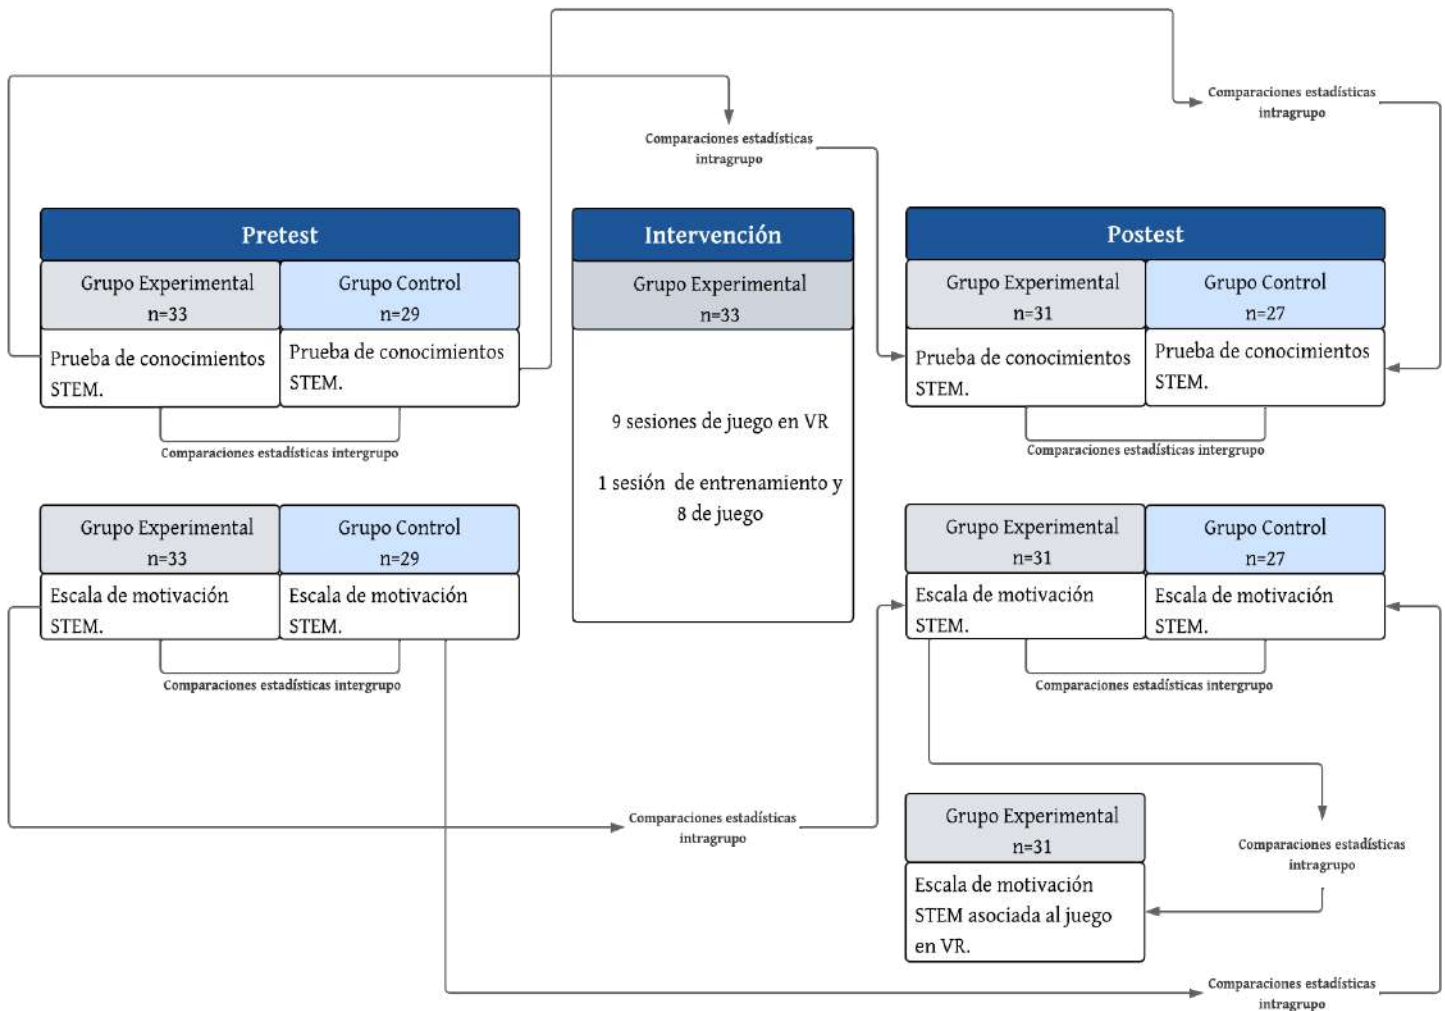 Comparaciones estadísticas
intragrupo
Comparaciones estadísticas
intragrupo
Pretest
Grupo Experimental
n=33
Grupo Control
n=29
Prueba de conocimientos
STEM.
Prueba de conocimientos
STEM.
Comparaciones estadísticas intergrupo
Grupo Experimental
n=33
Grupo Control
n=29
Escala de motivación
STEM.
Escala de motivación
STEM.
Comparaciones estadísticas intergrupo
Intervención
Grupo Experimental
n=33
9 sesiones de juego en VR
1 sesión de entrenamiento y
8 de juego
Postest
Grupo Experimental
n=31
Grupo Control
n=27
Prueba de conocimientos
STEM.
Prueba de conocimientos
STEM.
Comparaciones estadísticas intergrupo
Grupo Experimental
n=31
Grupo Control
n=27
Escala de motivación
STEM.
Escala de motivación
STEM.
Comparaciones estadísticas intergrupo
Comparaciones estadísticas
intragrupo
Grupo Experimental
n=31
Escala de motivación
STEM asociada al juego
en VR.
Comparaciones estadísticas
intragrupo
Comparaciones estadísticas
intragrupo